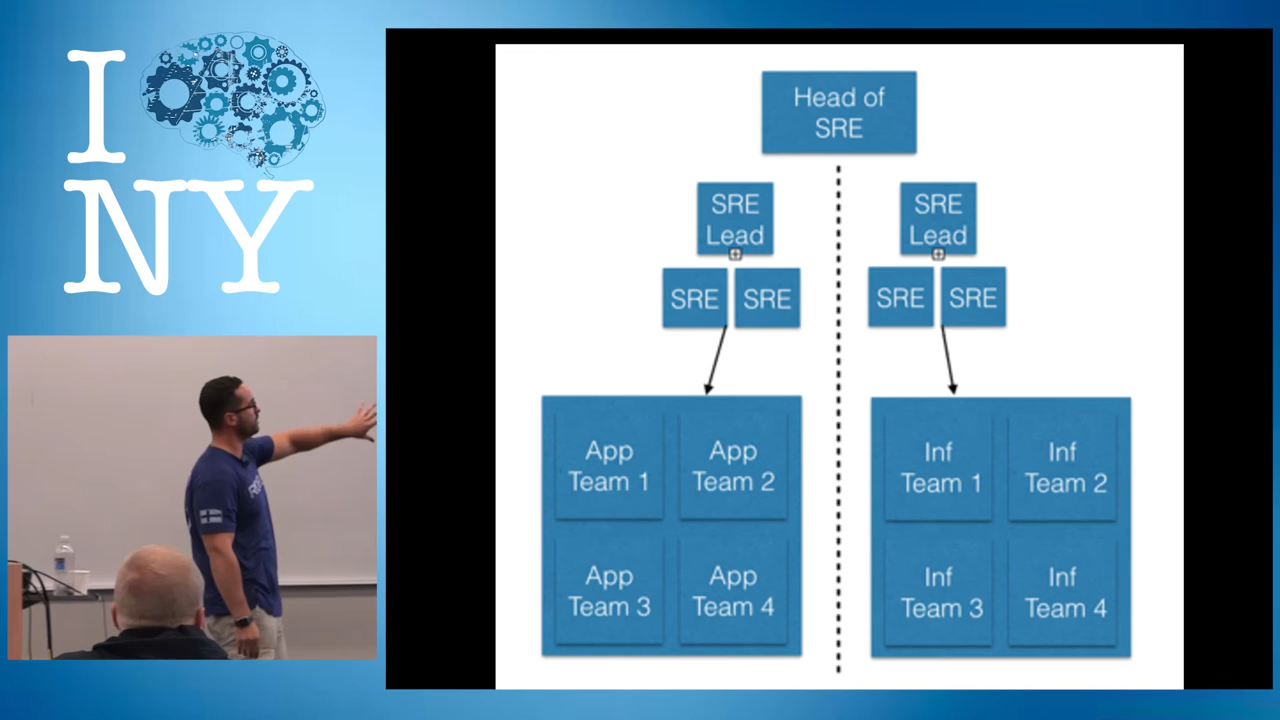 I
NY
Head of
SRE
SRE
Lead
SRE
Lead
SRE
SRE
SRE
SRE
App
Team 1
App
Team 2
App
Team 3
App
Team 4
Inf
Team 1
Inf
Team 2
Inf
Team 3
Inf
Team 4